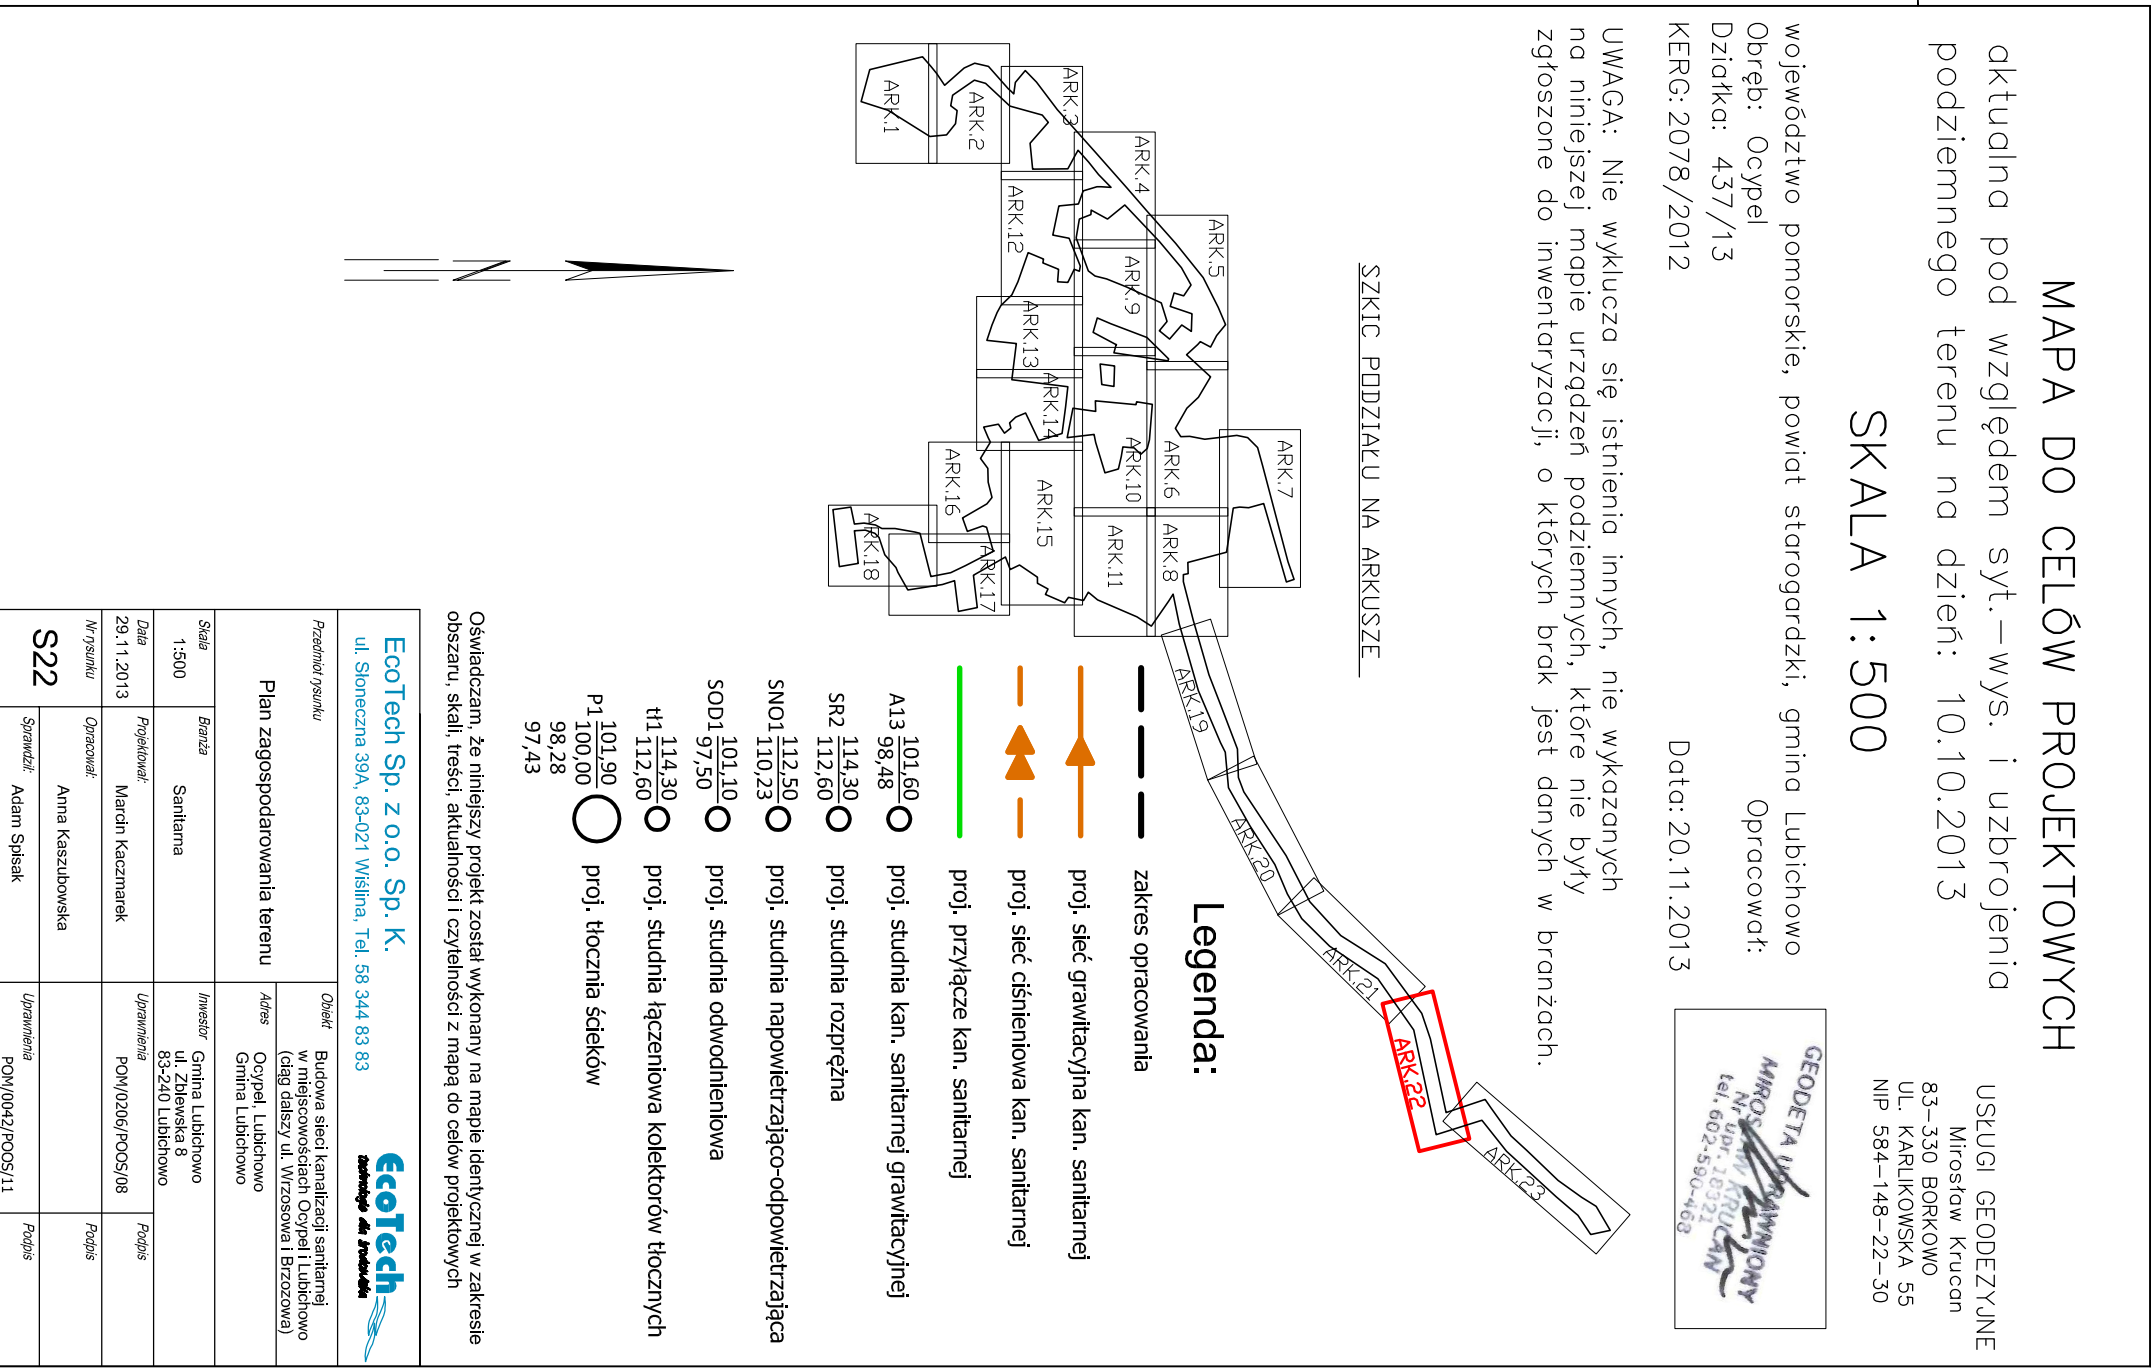 MAPA DO CELÓW PROJEKTOWYCH
aktualna pod względem syt.-wys. i uzbrojenia
podziemnego terenu na dzień: 10.10.2013
SKALA 1:500
USŁUGI GEODEZYJNE
Mirosław Krucan
83-330 BORKOWO
UL. KARLIKOWSKA 55
NIP 584-148-22-30
województwo pomorskie, powiat starogardzki, gmina Lubichowo
Obręb: Ocypel
Opracował:
Działka: 437/13
KERG: 2078/2012
Data: 20.11.2013
GEODETA UPRAWNIONY
MIROSŁAW KRUCAN
Nr upr. 18321
tel. 602-590-468
UWAGA: Nie wyklucza się istnienia innych, nie wykazanych
na niniejszej mapie urządzeń podziemnych, które nie były
zgłoszone do inwentaryzacji, o których brak jest danych w branżach.
SZKIC PODZIAŁU NA ARKUSZE
ARK.1
ARK.2
ARK.3
ARK.4
ARK.5
ARK.6
ARK.7
ARK.8
ARK.9
ARK.10
ARK.11
ARK.12
ARK.13
ARK.14
ARK.15
ARK.16
ARK.17
ARK.18
ARK.19
ARK.20
ARK.21
ARK.22
ARK.23
N
Legenda:
zakres opracowania
proj. sieć grawitacyjna kan. sanitarnej
proj. sieć ciśnieniowa kan. sanitarnej
proj. przyłącze kan. sanitarnej
A13 101,60 98,48 proj. studnia kan. sanitarnej grawitacyjnej
SR2 114,30 112,60 proj. studnia rozprężna
SNO1 112,50 110,23 proj. studnia napowietrzająco-odpowietrzająca
SOD1 101,10 97,50 proj. studnia odwodnieniowa
tł1 114,30 112,60 proj. studnia łączeniowa kolektorów tłocznych
P1 101,90 100,00 98,28 97,43 proj. tłocznia ścieków
Oświadczam, że niniejszy projekt został wykonany na mapie identycznej w zakresie
obszaru, skali, treści, aktualności i czytelności z mapą do celów projektowych
EcoTech Sp. z o.o. Sp. K.
ul. Słoneczna 39A, 83-021 Wiślina, Tel. 58 344 83 83
EcoTech
technologie dla środowiska
Przedmiot rysunku
Plan zagospodarowania terenu
Obiekt
Budowa sieci kanalizacji sanitarnej
w miejscowościach Ocypel i Lubichowo
(ciąg dalszy ul. Wrzosowa i Brzozowa)
Adres
Ocypel, Lubichowo
Gmina Lubichowo
Skala
1:500
Branża
Sanitarna
Inwestor
Gmina Lubichowo
ul. Zblewska 8
83-240 Lubichowo
Data
29.11.2013
Projektował:
Marcin Kaczmarek
Uprawnienia
POM/0206/POOS/08
Podpis
Nr rysunku
S22
Opracował:
Anna Kaszubowska
Podpis
Sprawdził:
Adam Spisak
Uprawnienia
POM/0042/POOS/11
Podpis